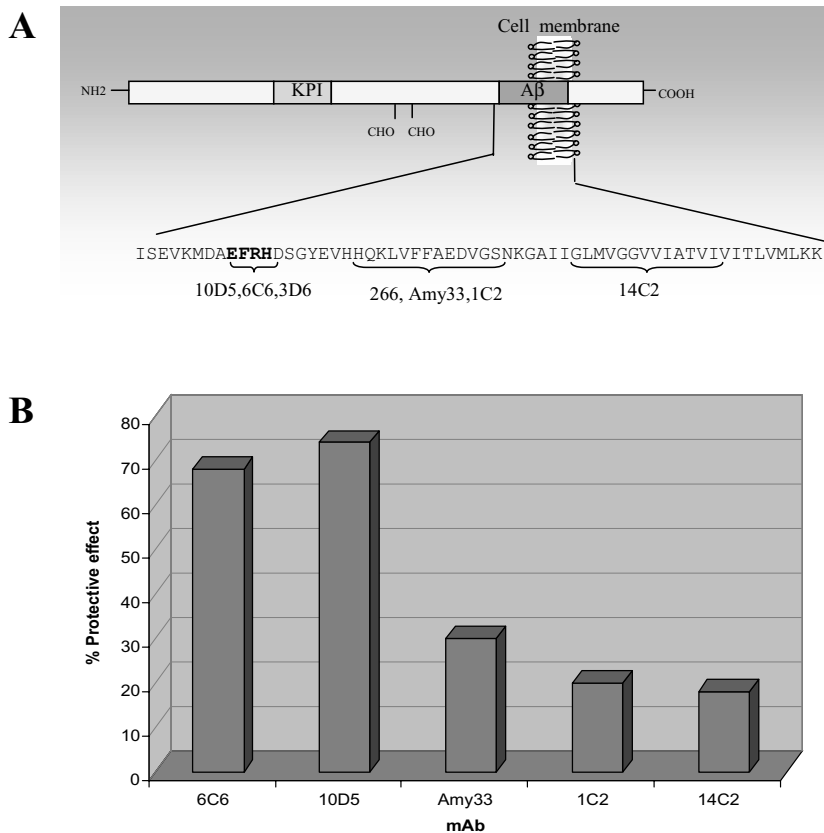 A
Cell membrane
NH2 KPI Aβ COOH
CHO CHO
ISEVKMDAEFRHDSGYEVHHQKLVFFAEDVGSNKGAIIGLMVGGVVIATVIVITLVMLKK
10D5,6C6,3D6 266, Amy33,1C2 14C2
B
80
70
60
50
40
30
20
10
0
% Protective effect
6C6 10D5 Amy33 1C2 14C2
mAb